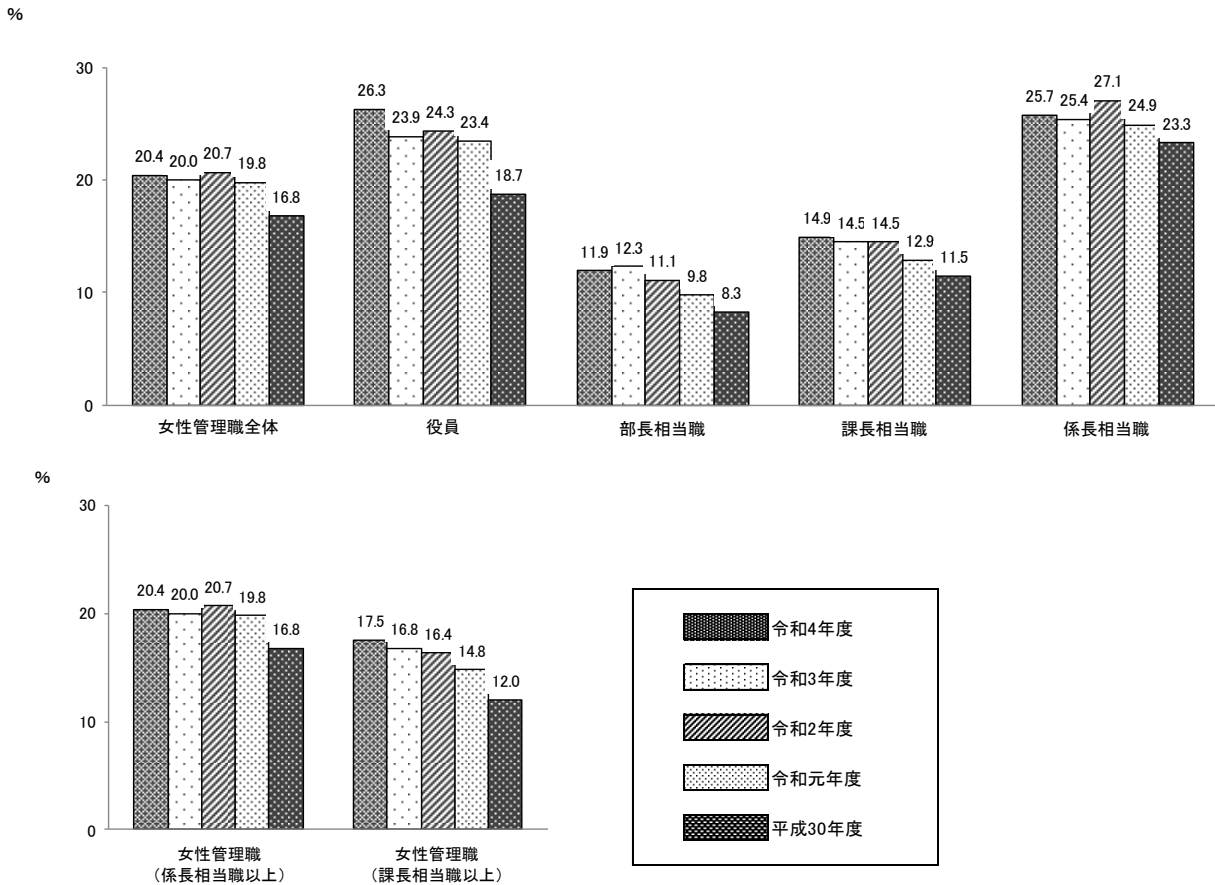 %
30
20
10
0
20.4 20.0 20.7 19.8 16.8
26.3 23.9 24.3 23.4 18.7
11.9 12.3 11.1 9.8 8.3
14.9 14.5 14.5 12.9 11.5
25.7 25.4 27.1 24.9 23.3
女性管理職全体 役員 部長相当職 課長相当職 係長相当職
%
30
20
10
0
20.4 20.0 20.7 19.8 16.8
17.5 16.8 16.4 14.8 12.0
女性管理職
（係長相当職以上）
女性管理職
（課長相当職以上）
令和4年度
令和3年度
令和2年度
令和元年度
平成30年度